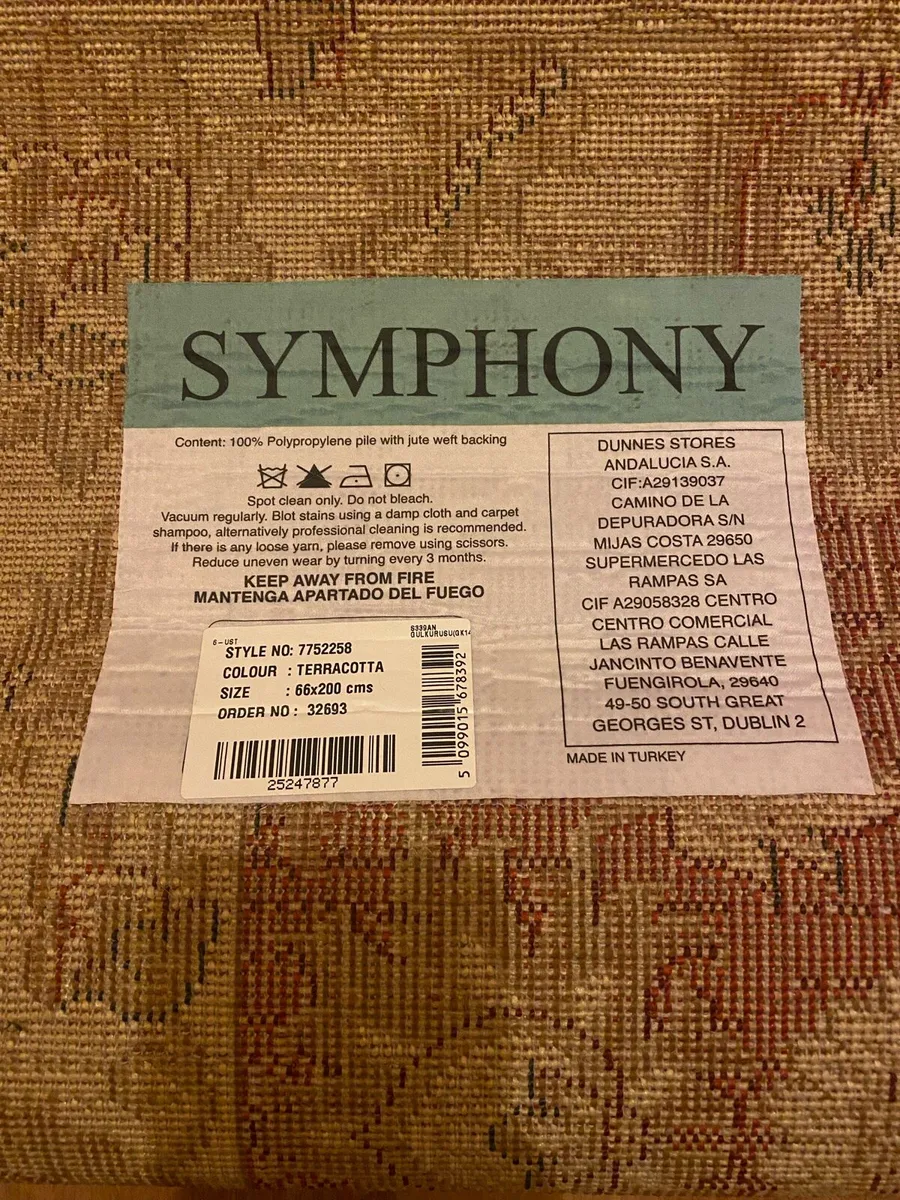 SYMPHONY
Content: 100% Polypropylene pile with jute weft backing
Spot clean only. Do not bleach.
Vacuum regularly. Blot stains using a damp cloth and carpet
shampoo, alternatively professional cleaning is recommended.
If there is any loose yarn, please remove using scissors.
Reduce uneven wear by turning every 3 months.
KEEP AWAY FROM FIRE
MANTENGA APARTADO DEL FUEGO
DUNNES STORES
ANDALUCIA S.A.
CIF:A29139037
CAMINO DE LA
DEPURADORA S/N
MIJAS COSTA 29650
SUPERMERCEDO LAS
RAMPAS SA
CIF A29058328 CENTRO
CENTRO COMERCIAL
LAS RAMPAS CALLE
JANCINTO BENAVENTE
FUENGIROLA, 29640
49-50 SOUTH GREAT
GEORGES ST, DUBLIN 2
MADE IN TURKEY
6-UST
S339AN
GULKURUSU(GK14
STYLE NO: 7752258
COLOUR : TERRACOTTA
SIZE : 66x200 cms
ORDER NO : 32693
25247877
5 099015 678392